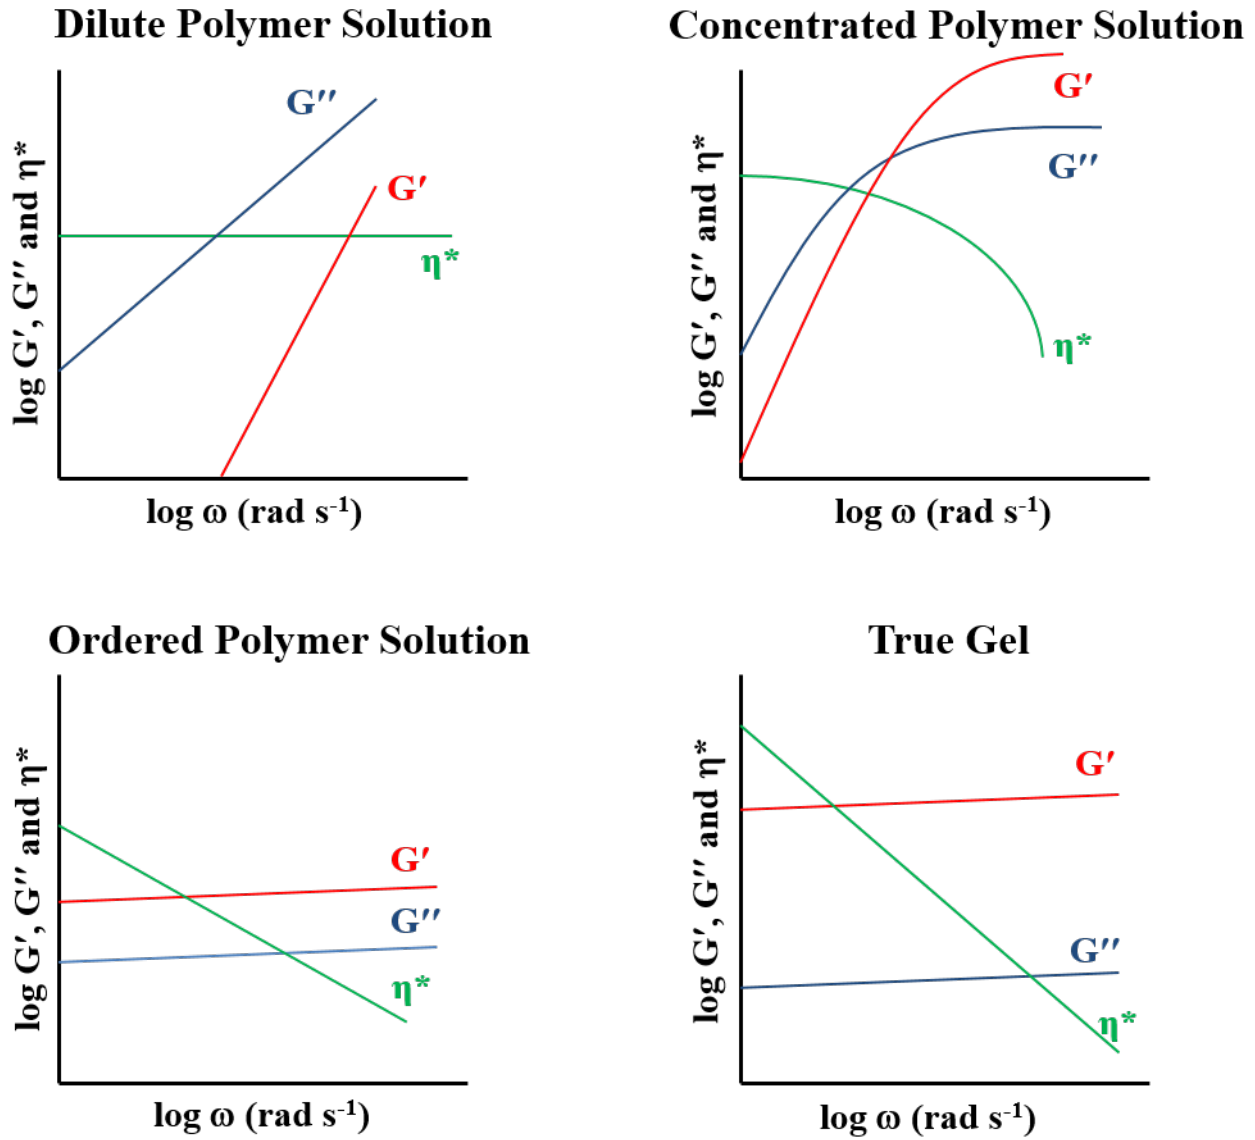 Dilute Polymer Solution
log G′, G′′ and η*
G′′
G′
η*
log ω (rad s-1)
Concentrated Polymer Solution
log G′, G′′ and η*
G′
G′′
η*
log ω (rad s-1)
Ordered Polymer Solution
log G′, G′′ and η*
G′
G′′
η*
log ω (rad s-1)
True Gel
log G′, G′′ and η*
G′
G′′
η*
log ω (rad s-1)